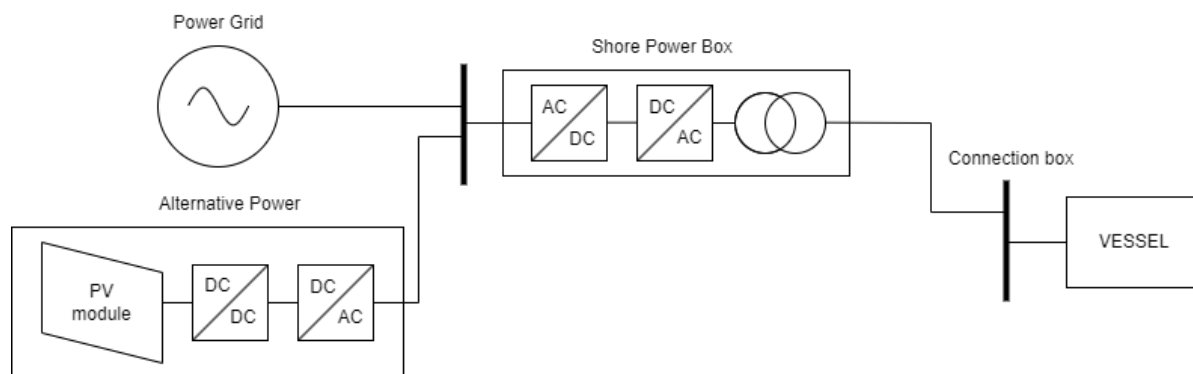 Power Grid
Shore Power Box
AC
DC
DC
AC
Connection box
VESSEL
Alternative Power
PV
module
DC
DC
DC
AC